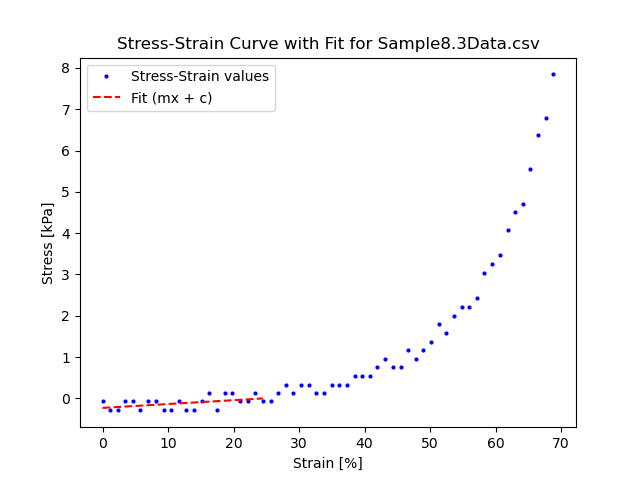 Stress-Strain Curve with Fit for Sample8.3Data.csv
Stress-Strain values
Fit (mx + c)
8
7
6
5
4
3
2
1
0
Stress [kPa]
0 10 20 30 40 50 60 70
Strain [%]